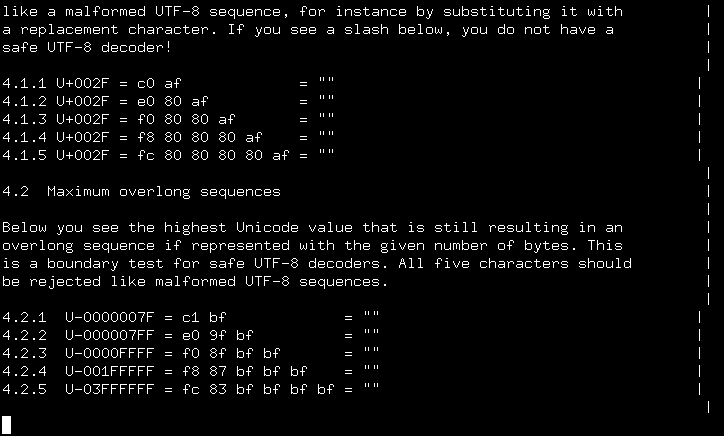 like a malformed UTF-8 sequence, for instance by substituting it with |
a replacement character. If you see a slash below, you do not have a |
safe UTF-8 decoder! |
|
4.1.1 U+002F = c0 af = "" |
4.1.2 U+002F = e0 80 af = "" |
4.1.3 U+002F = f0 80 80 af = "" |
4.1.4 U+002F = f8 80 80 80 af = "" |
4.1.5 U+002F = fc 80 80 80 80 af = "" |
|
4.2 Maximum overlong sequences |
|
Below you see the highest Unicode value that is still resulting in an |
overlong sequence if represented with the given number of bytes. This |
is a boundary test for safe UTF-8 decoders. All five characters should |
be rejected like malformed UTF-8 sequences. |
|
4.2.1 U-0000007F = c1 bf = "" |
4.2.2 U-000007FF = e0 9f bf = "" |
4.2.3 U-0000FFFF = f0 8f bf bf = "" |
4.2.4 U-001FFFFF = f8 87 bf bf bf = "" |
4.2.5 U-03FFFFFF = fc 83 bf bf bf bf = "" |
|